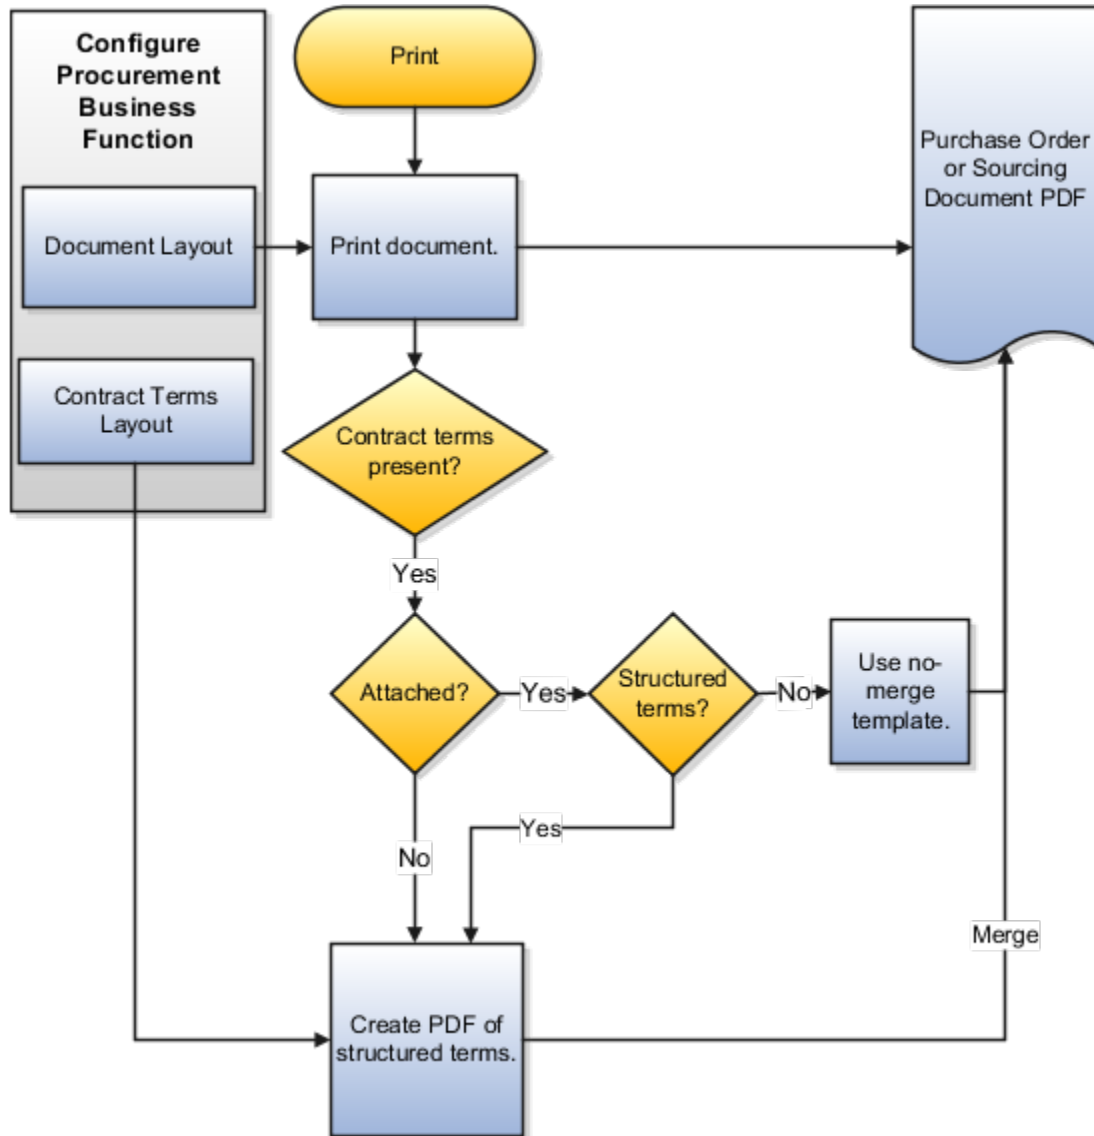 Configure
Procurement
Business
Function
Document Layout
Contract Terms
Layout
Print
Print document.
Purchase Order
or Sourcing
Document PDF
Contract terms
present?
Yes
Attached?
Yes
Structured
terms?
No
Use no-
merge
template.
Yes
No
Merge
Create PDF of
structured terms.